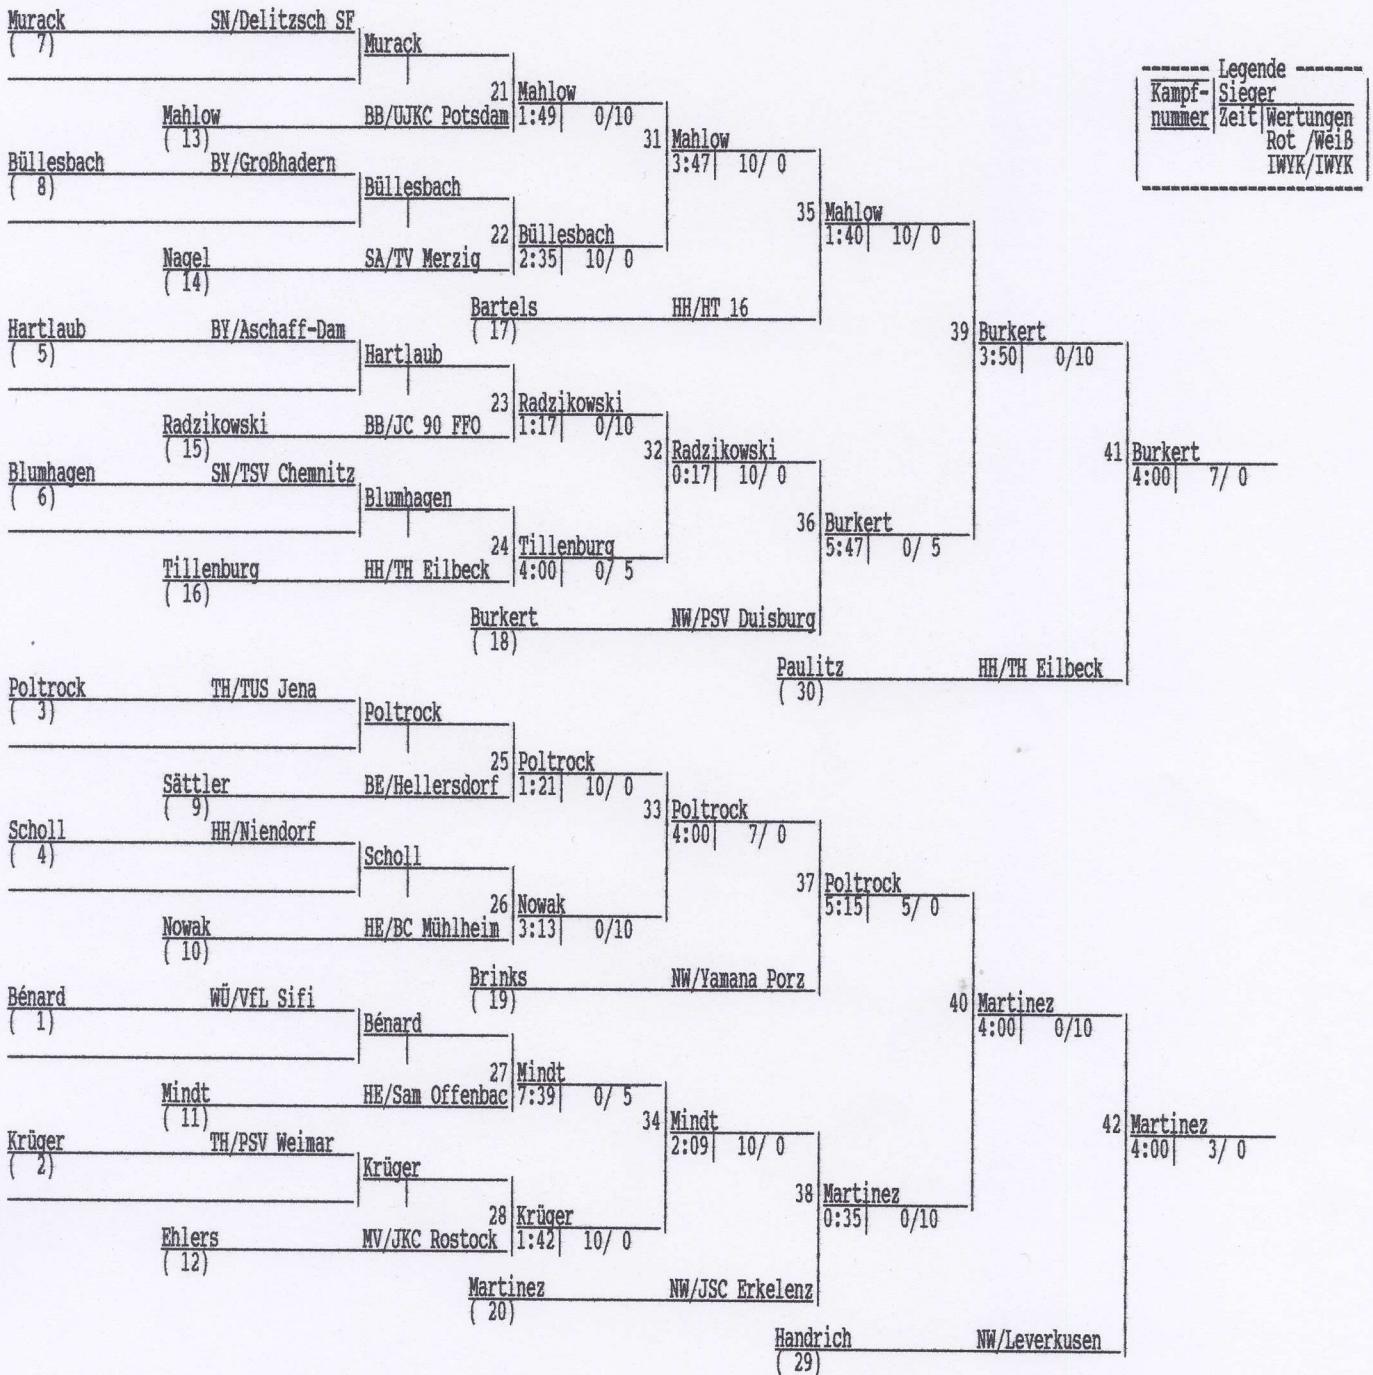 Murack SN/Delitzsch SF
( 7) Murack
------- Legende -------
Kampf- Sieger
nummer Zeit Wertungen
Rot /Weiß
IWYK/IWYK
21 Mahlow
Mahlow BB/UJKC Potsdam 1:49 0/10
( 13) 31 Mahlow
3:47 10/ 0
Büllesbach BY/Großhadern
( 8) Büllesbach
35 Mahlow
1:40 10/ 0
22 Büllesbach
Nagel SA/TV Merzig 2:35 10/ 0
( 14)
Bartels HH/HT 16
( 17)
Hartlaub BY/Aschaff-Dam
( 5) Hartlaub
39 Burkert
3:50 0/10
23 Radzikowski
Radzikowski BB/JC 90 FFO 1:17 0/10
( 15) 32 Radzikowski
0:17 10/ 0
41 Burkert
4:00 7/ 0
Blumhagen SN/TSV Chemnitz
( 6) Blumhagen
36 Burkert
5:47 0/ 5
24 Tillenburg
Tillenburg HH/TH Eilbeck 4:00 0/ 5
( 16)
Burkert NW/PSV Duisburg
( 18)
Paulitz HH/TH Eilbeck
( 30)
Poltrock TH/TUS Jena
( 3) Poltrock
25 Poltrock
Sättler BE/Hellersdorf 1:21 10/ 0
( 9) 33 Poltrock
4:00 7/ 0
Scholl HH/Niendorf
( 4) Scholl
37 Poltrock
5:15 5/ 0
26 Nowak
Nowak HE/BC Mühlheim 3:13 0/10
( 10)
Brinks NW/Yamana Porz
( 19)
Bénard WÜ/VfL Sifi
( 1) Bénard
40 Martinez
4:00 0/10
27 Mindt
Mindt HE/Sam Offenbac 7:39 0/ 5
( 11) 34 Mindt
2:09 10/ 0
42 Martinez
4:00 3/ 0
Krüger TH/PSV Weimar
( 2) Krüger
38 Martinez
0:35 0/10
28 Krüger
Ehlers MV/JKC Rostock 1:42 10/ 0
( 12)
Martinez NW/JSC Erkelenz
( 20)
Handrich NW/Leverkusen
( 29)